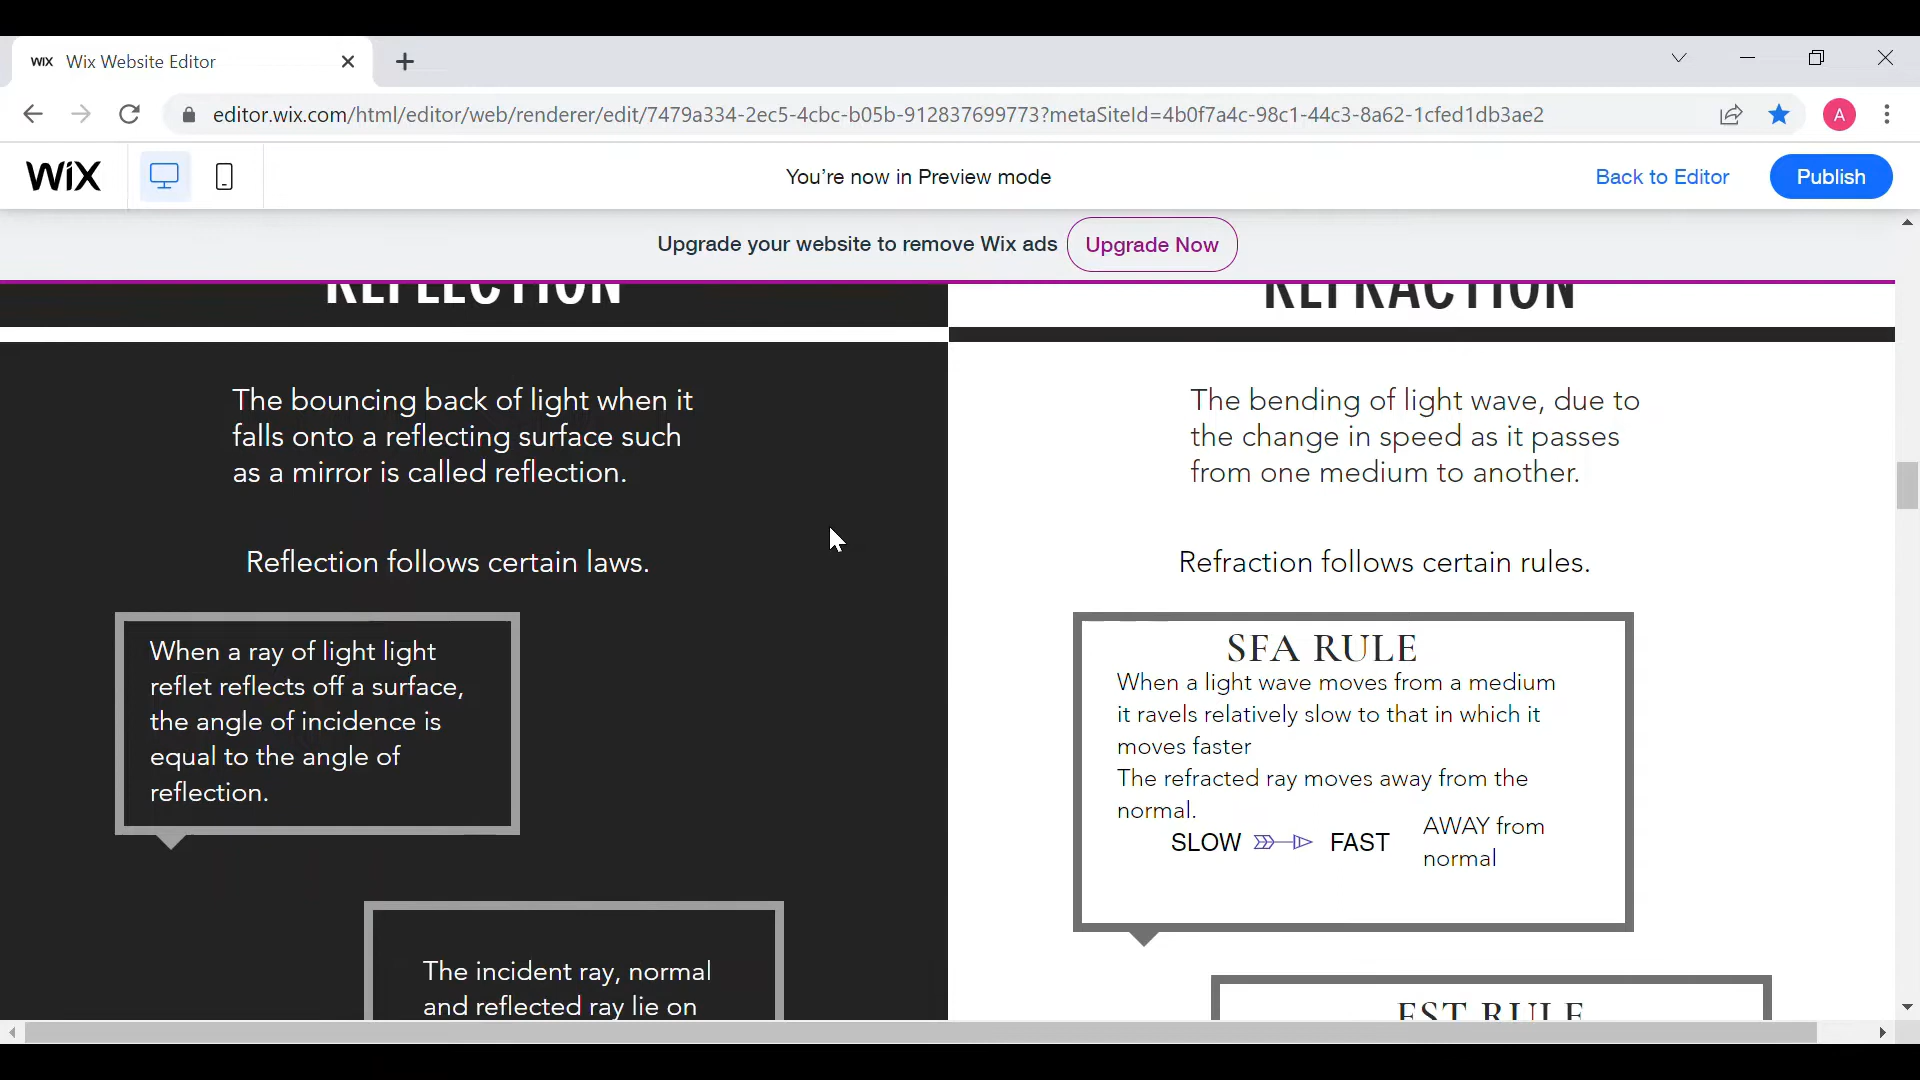 WIX Wix Website Editor
editor.wix.com/html/editor/web/renderer/edit/7479a334-2ec5-4cbc-b05b-912837699773?metaSiteId=4b0f7a4c-98c1-44c3-8a62-1cfed1db3ae2
A
WiX
You're now in Preview mode
Back to Editor
Publish
Upgrade your website to remove Wix ads
Upgrade Now
REFLECTION
The bouncing back of light when it
falls onto a reflecting surface such
as a mirror is called reflection.
Reflection follows certain laws.
When a ray of light light
reflet reflects off a surface,
the angle of incidence is
equal to the angle of
reflection.
The incident ray, normal
and reflected ray lie on
REFRACTION
The bending of light wave, due to
the change in speed as it passes
from one medium to another.
Refraction follows certain rules.
SFA RULE
When a light wave moves from a medium
it ravels relatively slow to that in which it
moves faster
The refracted ray moves away from the
normal.
SLOW
FAST
AWAY from
normal
FST RULE